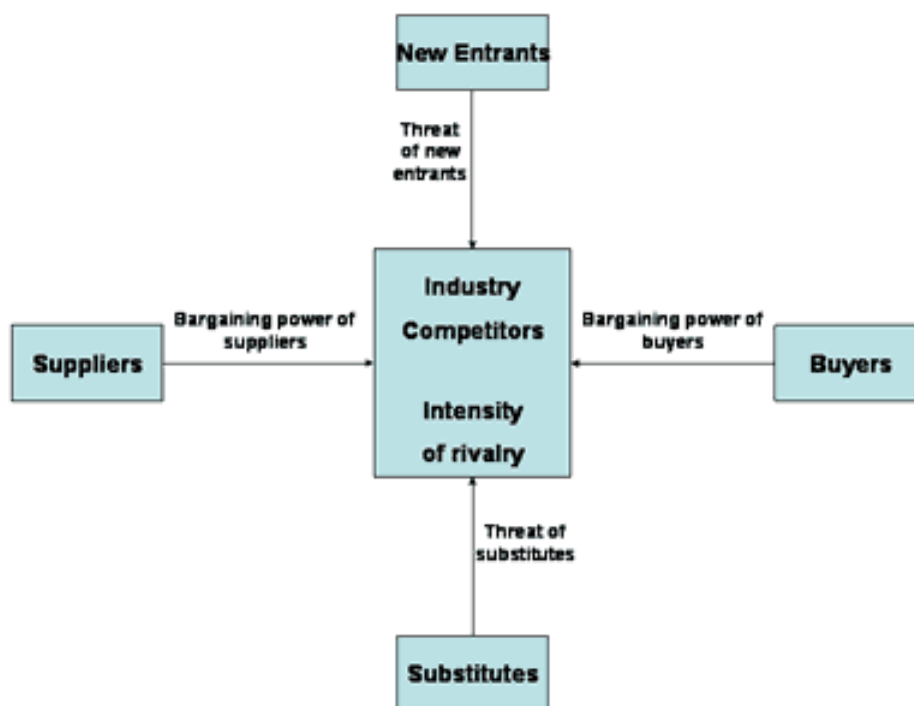 New Entrants
Threat
of new
entrants
Industry
Competitors
Intensity
of rivalry
Bargaining power of
suppliers
Suppliers
Bargaining power of
buyers
Buyers
Threat of
substitutes
Substitutes